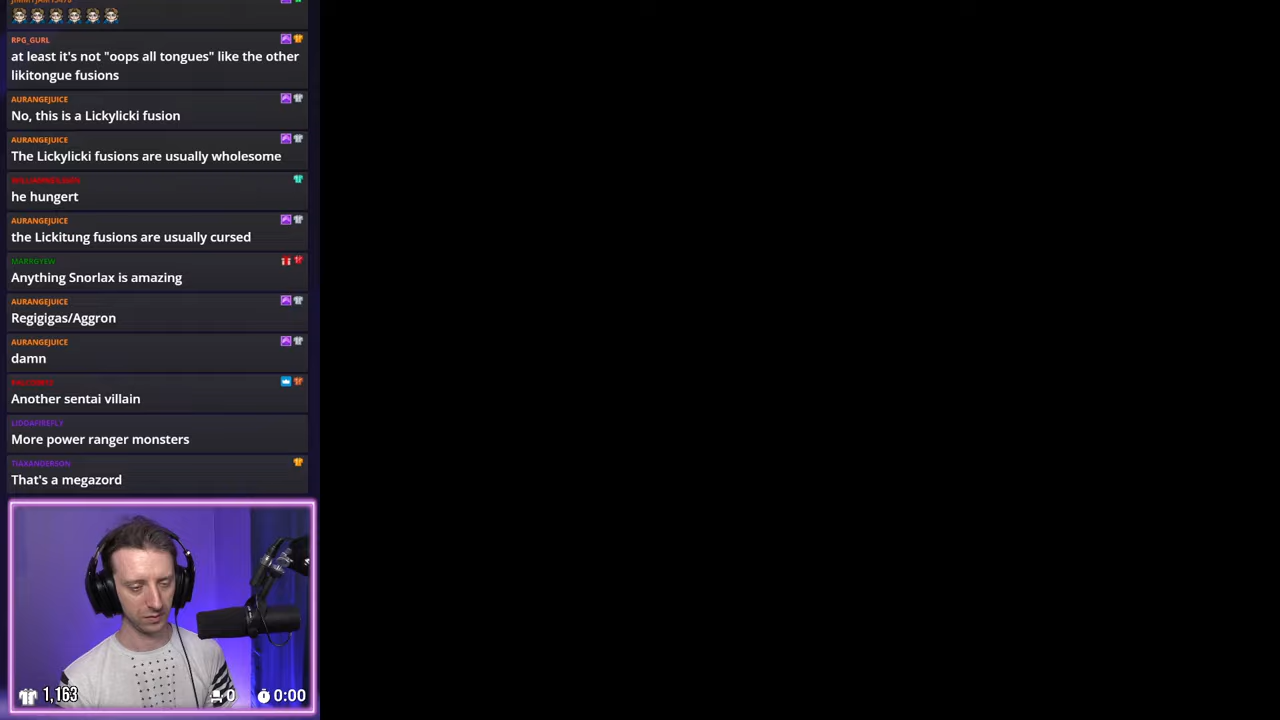 RPG_GURL
at least it's not "oops all tongues" like the other
likitongue fusions
AURANGEJUICE
No, this is a Lickylicki fusion
AURANGEJUICE
The Lickylicki fusions are usually wholesome
he hungert
AURANGEJUICE
the Lickitung fusions are usually cursed
MARRGYEW
Anything Snorlax is amazing
AURANGEJUICE
Regigigas/Aggron
AURANGEJUICE
damn
Another sentai villain
LIDDAFIREFLY
More power ranger monsters
TIAKANDERSON
That's a megazord
1,163
0
0:00